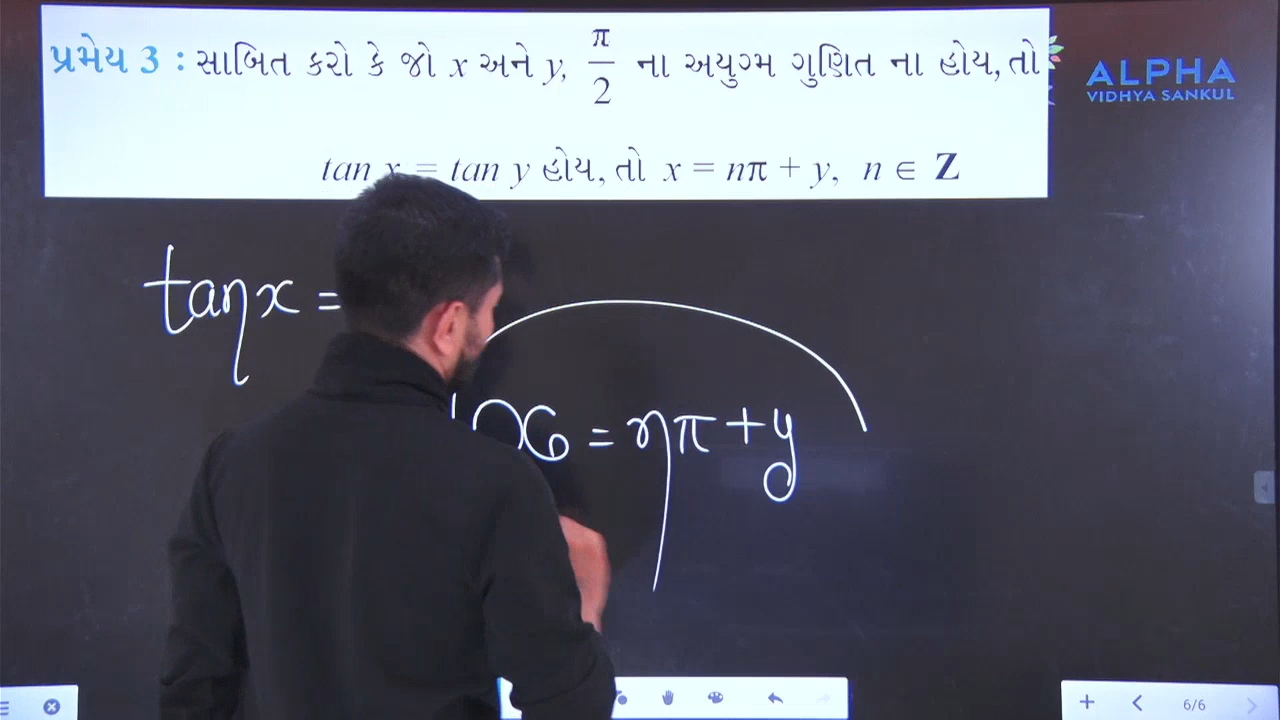 પ્રમેય 3 : સાબિત કરો કે જો x અને y, π/2 ના અયુગ્મ ગુણિત ના હોય, તો
tan x = tan y હોય, તો x = nπ + y, n ∈ Z
ALPHA
VIDHYA SANKUL
tan x =
= nπ + y
6/6